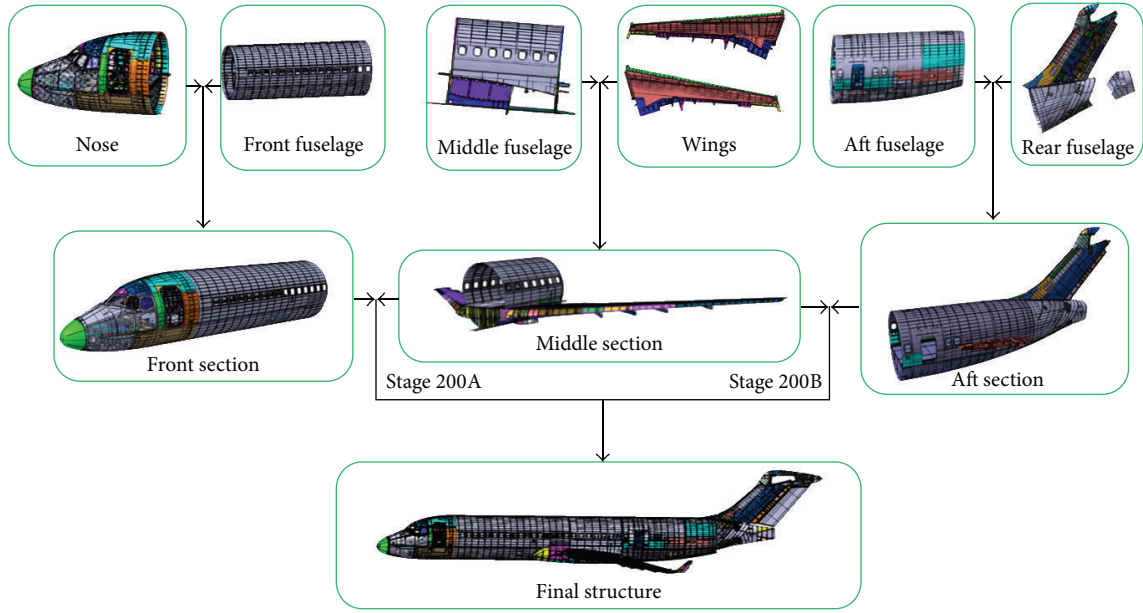 Nose
Front fuselage
Middle fuselage
Wings
Aft fuselage
Rear fuselage
Front section
Middle section
Aft section
Stage 200A
Stage 200B
Final structure